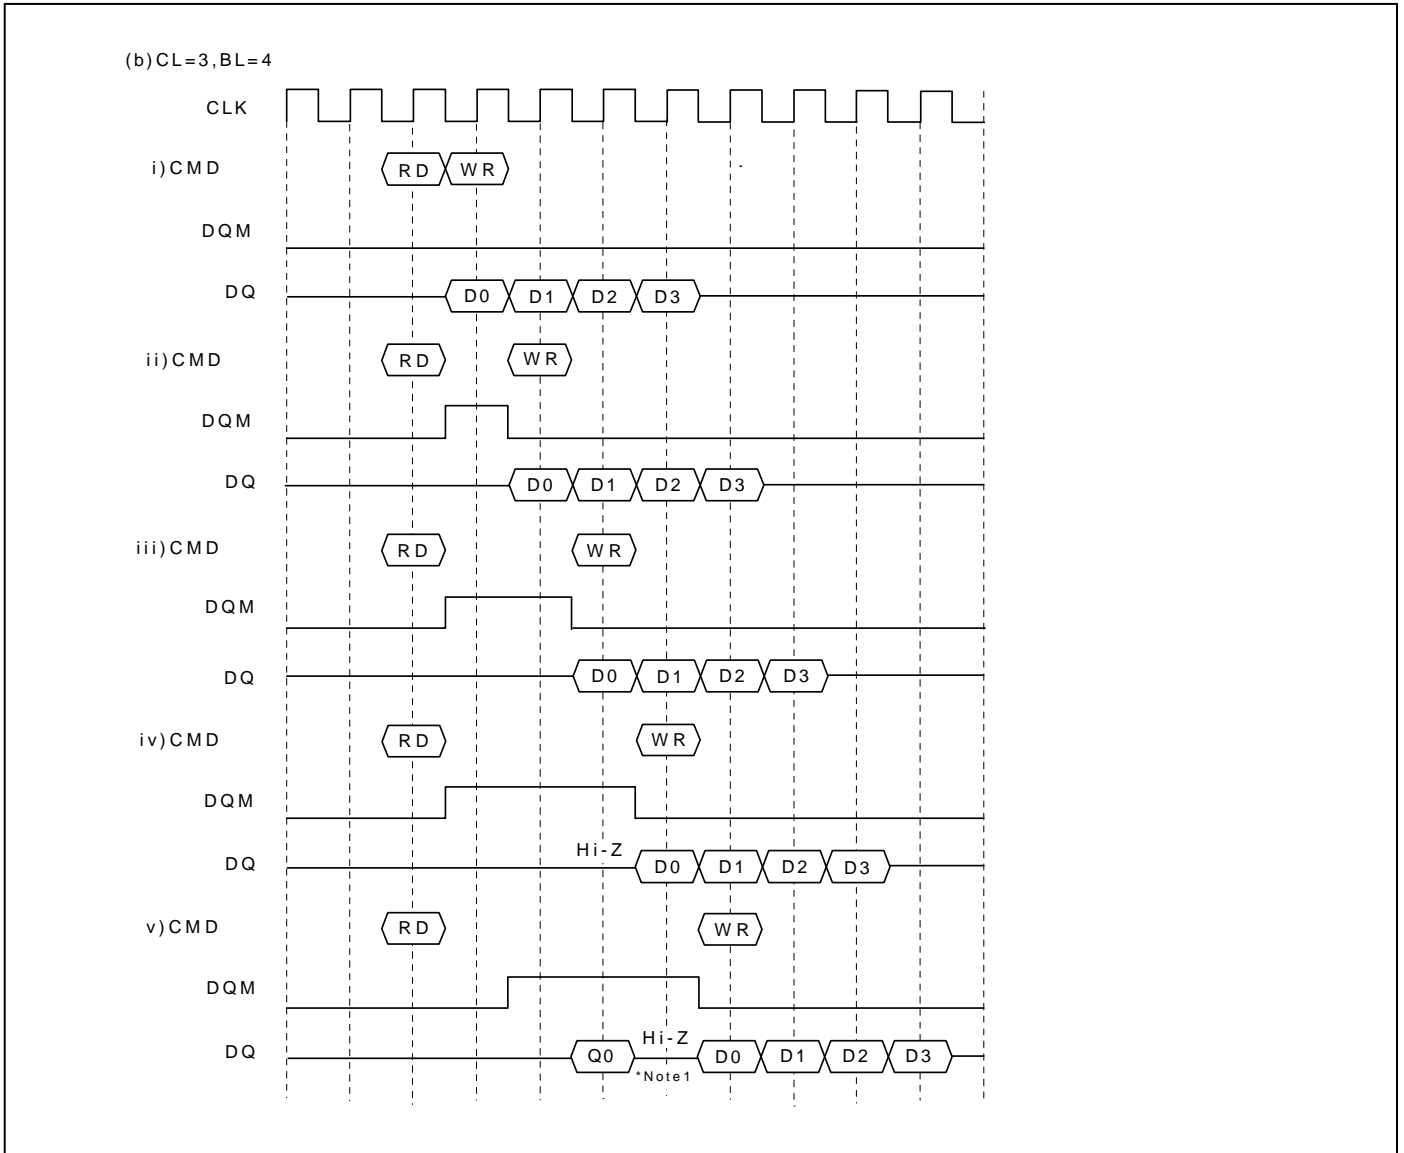 (b)CL=3,BL=4
CLK
i)CMD RD WR
DQM
DQ D0 D1 D2 D3
ii)CMD RD WR
DQM
DQ D0 D1 D2 D3
iii)CMD RD WR
DQM
DQ D0 D1 D2 D3
iv)CMD RD WR
DQM
DQ Hi-Z D0 D1 D2 D3
v)CMD RD WR
DQM
DQ Q0 Hi-Z D0 D1 D2 D3
*Note1